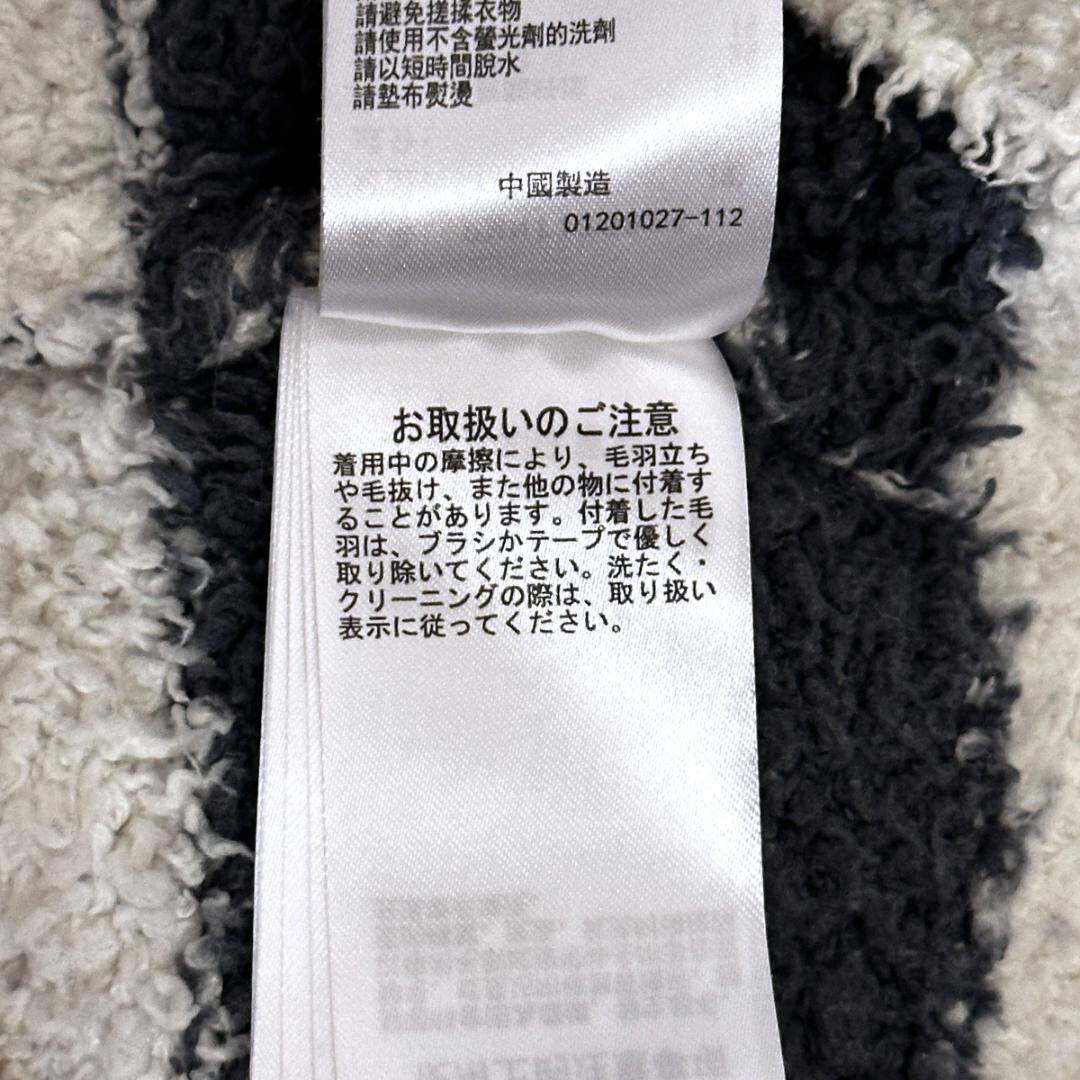 請避免搓揉衣物
請使用不含螢光劑的洗劑
請以短時間脫水
請墊布熨燙
中國製造
01201027-112
お取扱いのご注意
着用中の摩擦により、毛羽立ち
や毛抜け、また他の物に付着す
ることがあります。付着した毛
羽は、ブラシかテープで優しく
取り除いてください。洗たく・
クリーニングの際は、取り扱い
表示に従ってください。